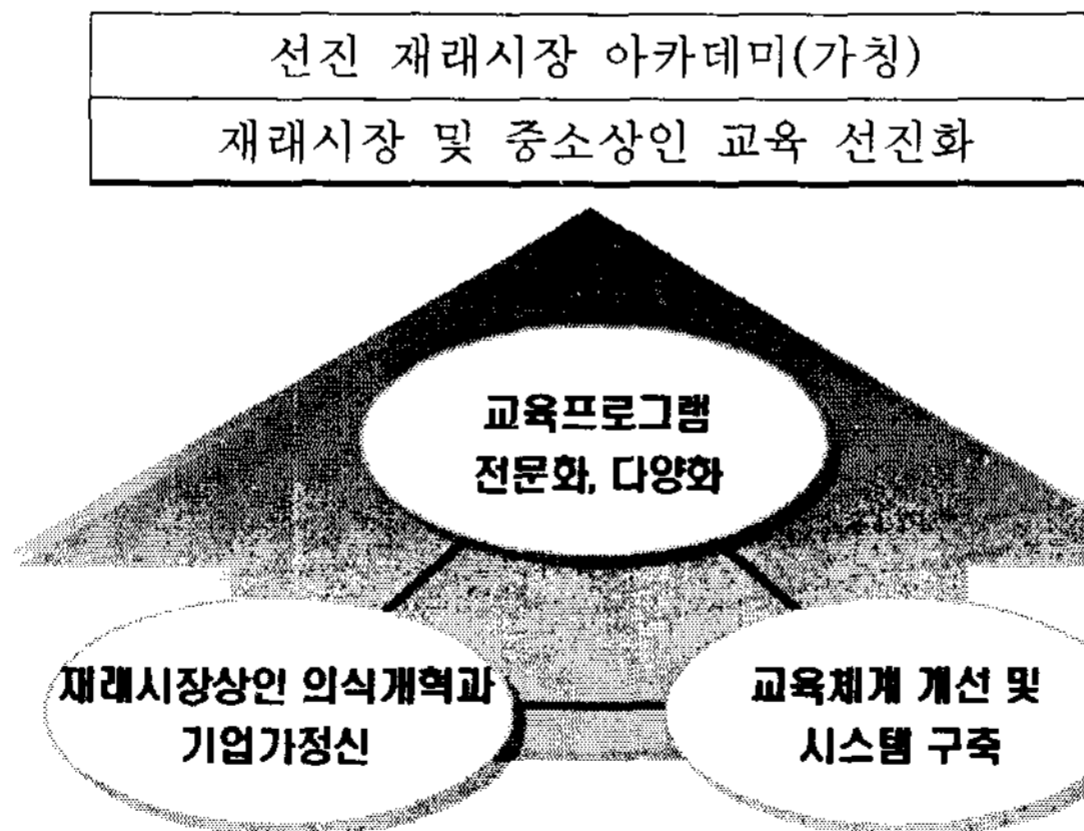 선진 재래시장 아카데미(가칭)
재래시장 및 중소상인 교육 선진화
교육프로그램
전문화, 다양화
재래시장상인 의식개혁과
기업가정신
교육체계 개선 및
시스템 구축